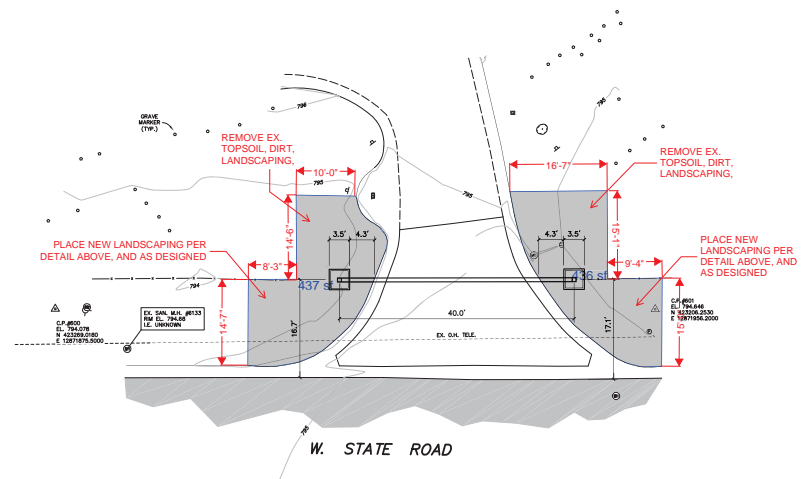 796
795
GRAVE
MARKER
(TYP.)
REMOVE EX.
TOPSOIL, DIRT,
LANDSCAPING,
REMOVE EX.
TOPSOIL, DIRT,
LANDSCAPING,
10'-0"
16'-7"
795
795
14'-6"
15'-1"
3.5'
4.3'
4.3'
3.5'
PLACE NEW LANDSCAPING PER
DETAIL ABOVE, AND AS DESIGNED
PLACE NEW
LANDSCAPING PER
DETAIL ABOVE, AND
AS DESIGNED
8'-3"
9'-4"
437 sf
436 sf
794
C.P. #600
EL. 794.078
N 423269.0180
E 12871875.5000
EX. SAN. M.H. #6133
RIM EL. 794.66
I.E. UNKNOWN
14'-7"
16.7'
40.0'
17.1'
C.P. #601
EL. 794.646
N 423206.2530
E 12871956.2000
EX. O.H. TELE.
795
W. STATE ROAD